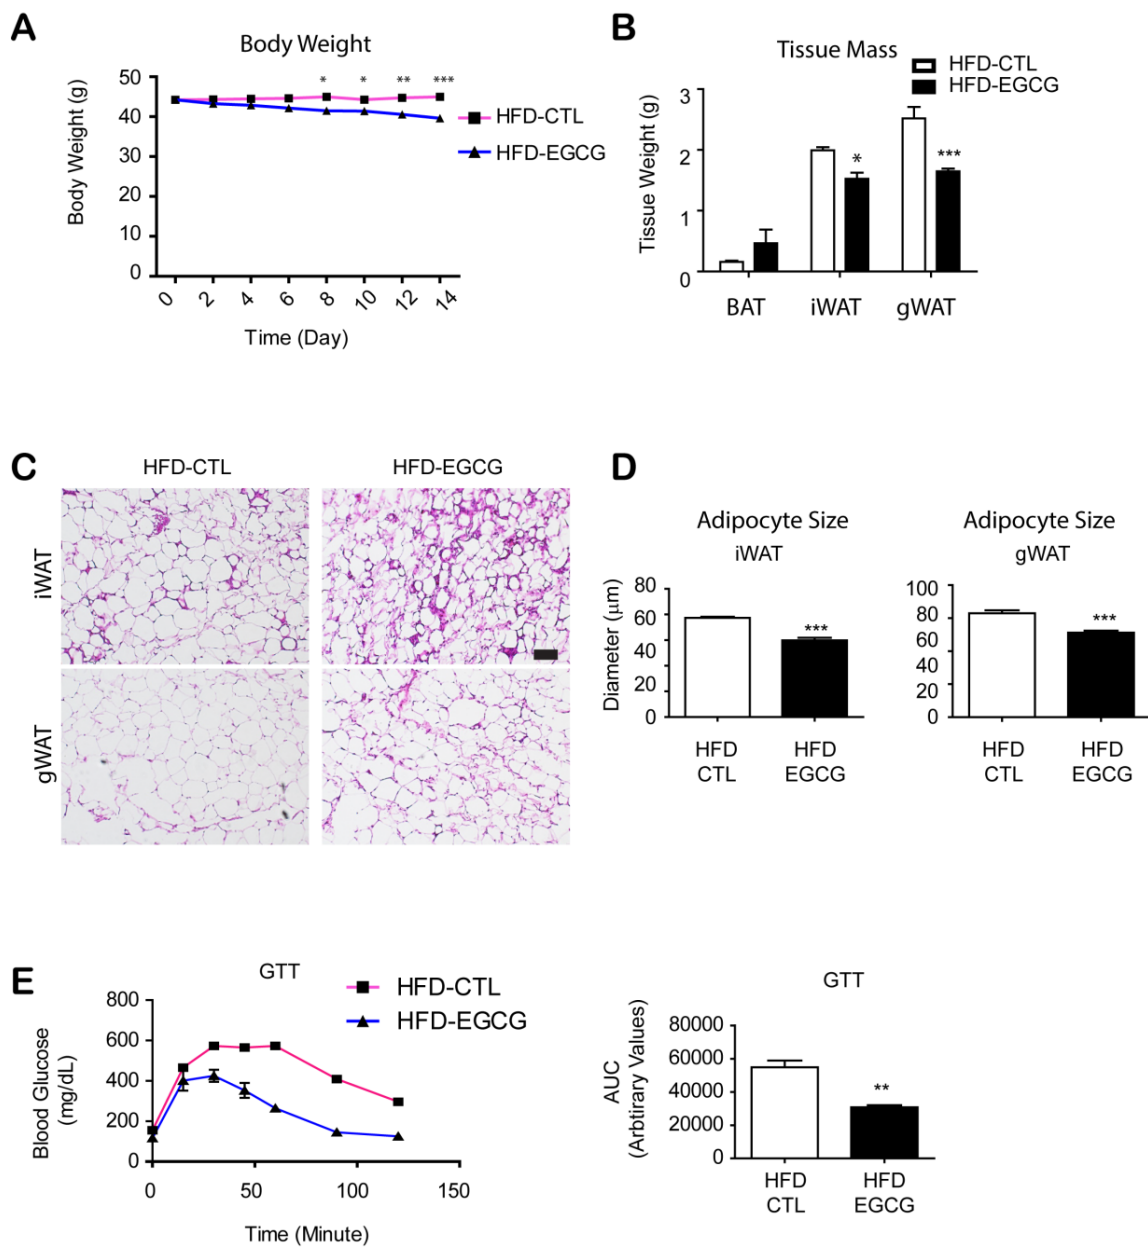 A
Body Weight
* * ** ***
50
40
30
20
10
0
Body Weight (g)
0 2 4 6 8 10 12 14
Time (Day)
HFD-CTL
HFD-EGCG
B
Tissue Mass
HFD-CTL
HFD-EGCG
3
2
1
0
Tissue Weight (g)
*
***
BAT iWAT gWAT
C
HFD-CTL HFD-EGCG
iWAT
gWAT
D
Adipocyte Size
iWAT
80
60
40
20
0
Diameter (μm)
***
HFD HFD
CTL EGCG
Adipocyte Size
gWAT
100
80
60
40
20
0
***
HFD HFD
CTL EGCG
E
GTT
HFD-CTL
HFD-EGCG
800
600
400
200
0
Blood Glucose
(mg/dL)
0 50 100 150
Time (Minute)
GTT
80000
60000
40000
20000
0
AUC
(Arbtirary Values)
**
HFD HFD
CTL EGCG